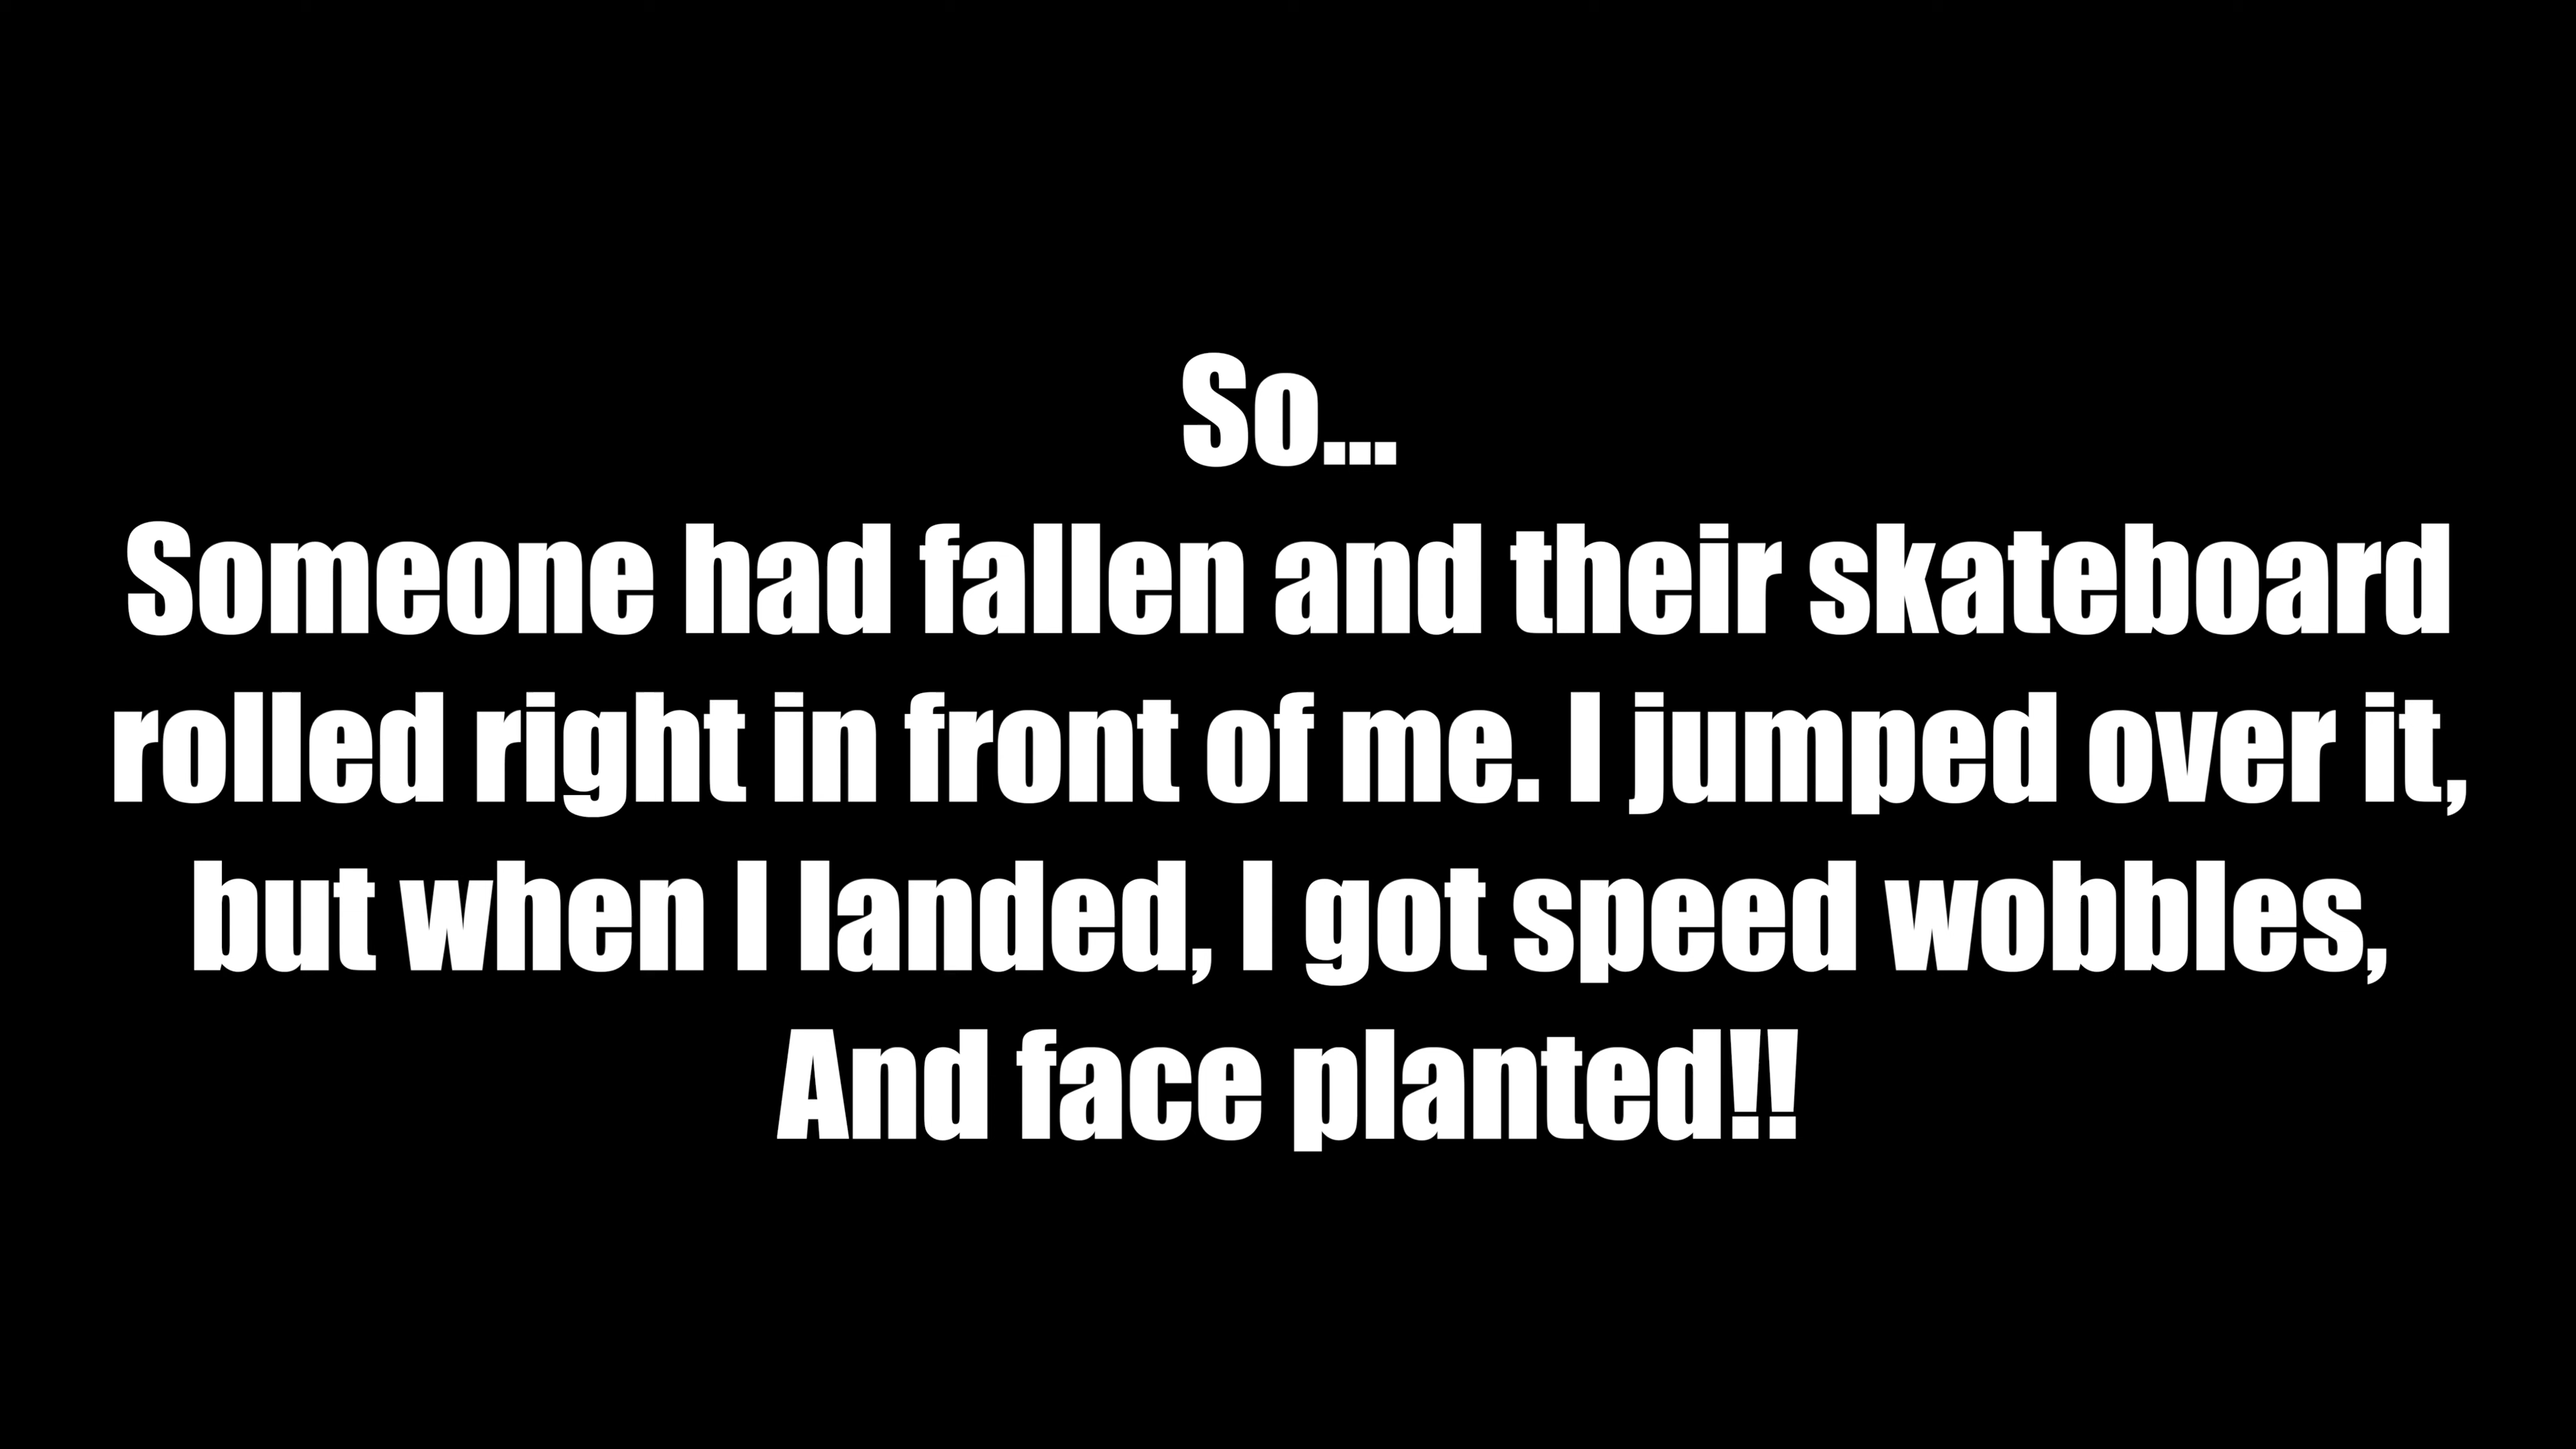 So...
Someone had fallen and their skateboard
rolled right in front of me. I jumped over it,
but when I landed, I got speed wobbles,
And face planted!!